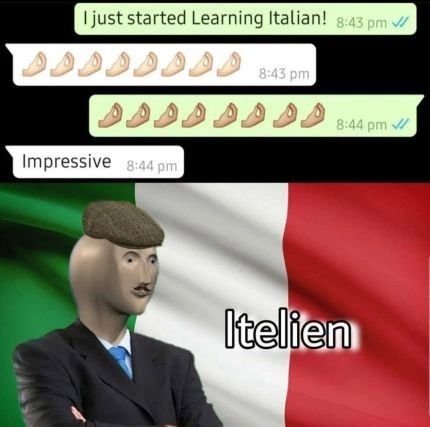 I just started Learning Italian! 8:43 pm
🤌🏻🤌🏻🤌🏻🤌🏻🤌🏻🤌🏻🤌🏻🤌🏻 8:43 pm
🤌🏽🤌🏽🤌🏽🤌🏽🤌🏽🤌🏽🤌🏽🤌🏽 8:44 pm
Impressive 8:44 pm
Itelien